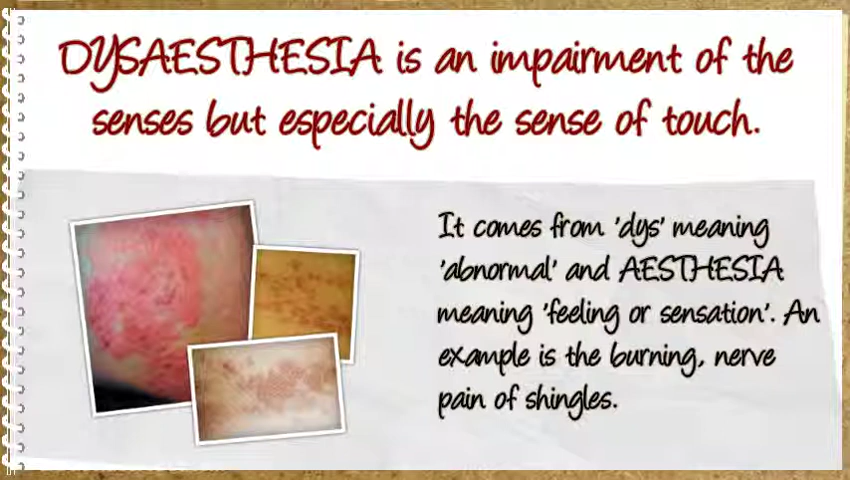 DYSAESTHESIA is an impairment of the
senses but especially the sense of touch.
It comes from 'dys' meaning
'abnormal' and AESTHESIA
meaning 'feeling or sensation'. An
example is the burning, nerve
pain of shingles.